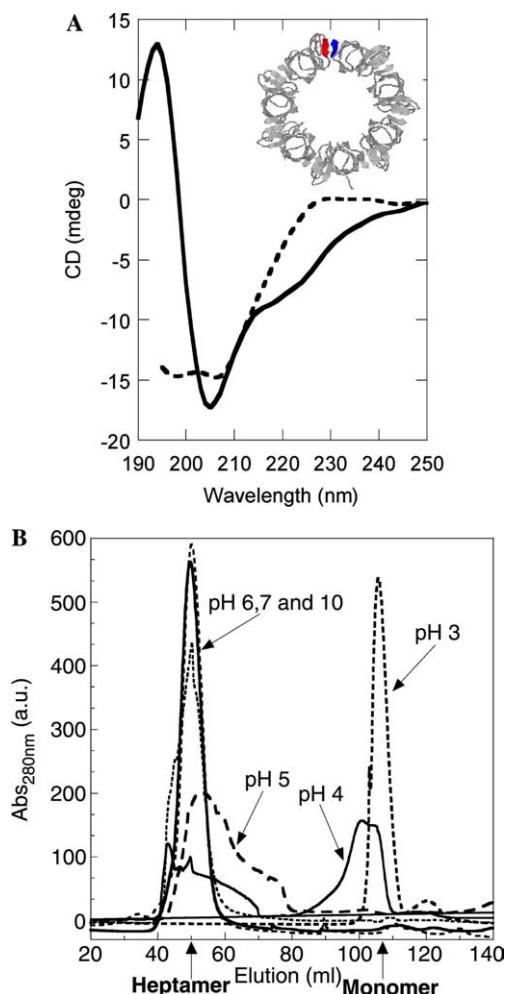 A
15
10
5
0
-5
-10
-15
-20
CD (mdeg)
190 200 210 220 230 240 250
Wavelength (nm)
B
600
500
400
300
200
100
0
Abs280nm (a.u.)
pH 6,7 and 10
pH 3
pH 5
pH 4
20 40 60 80 100 120 140
Heptamer Elution (ml) Monomer